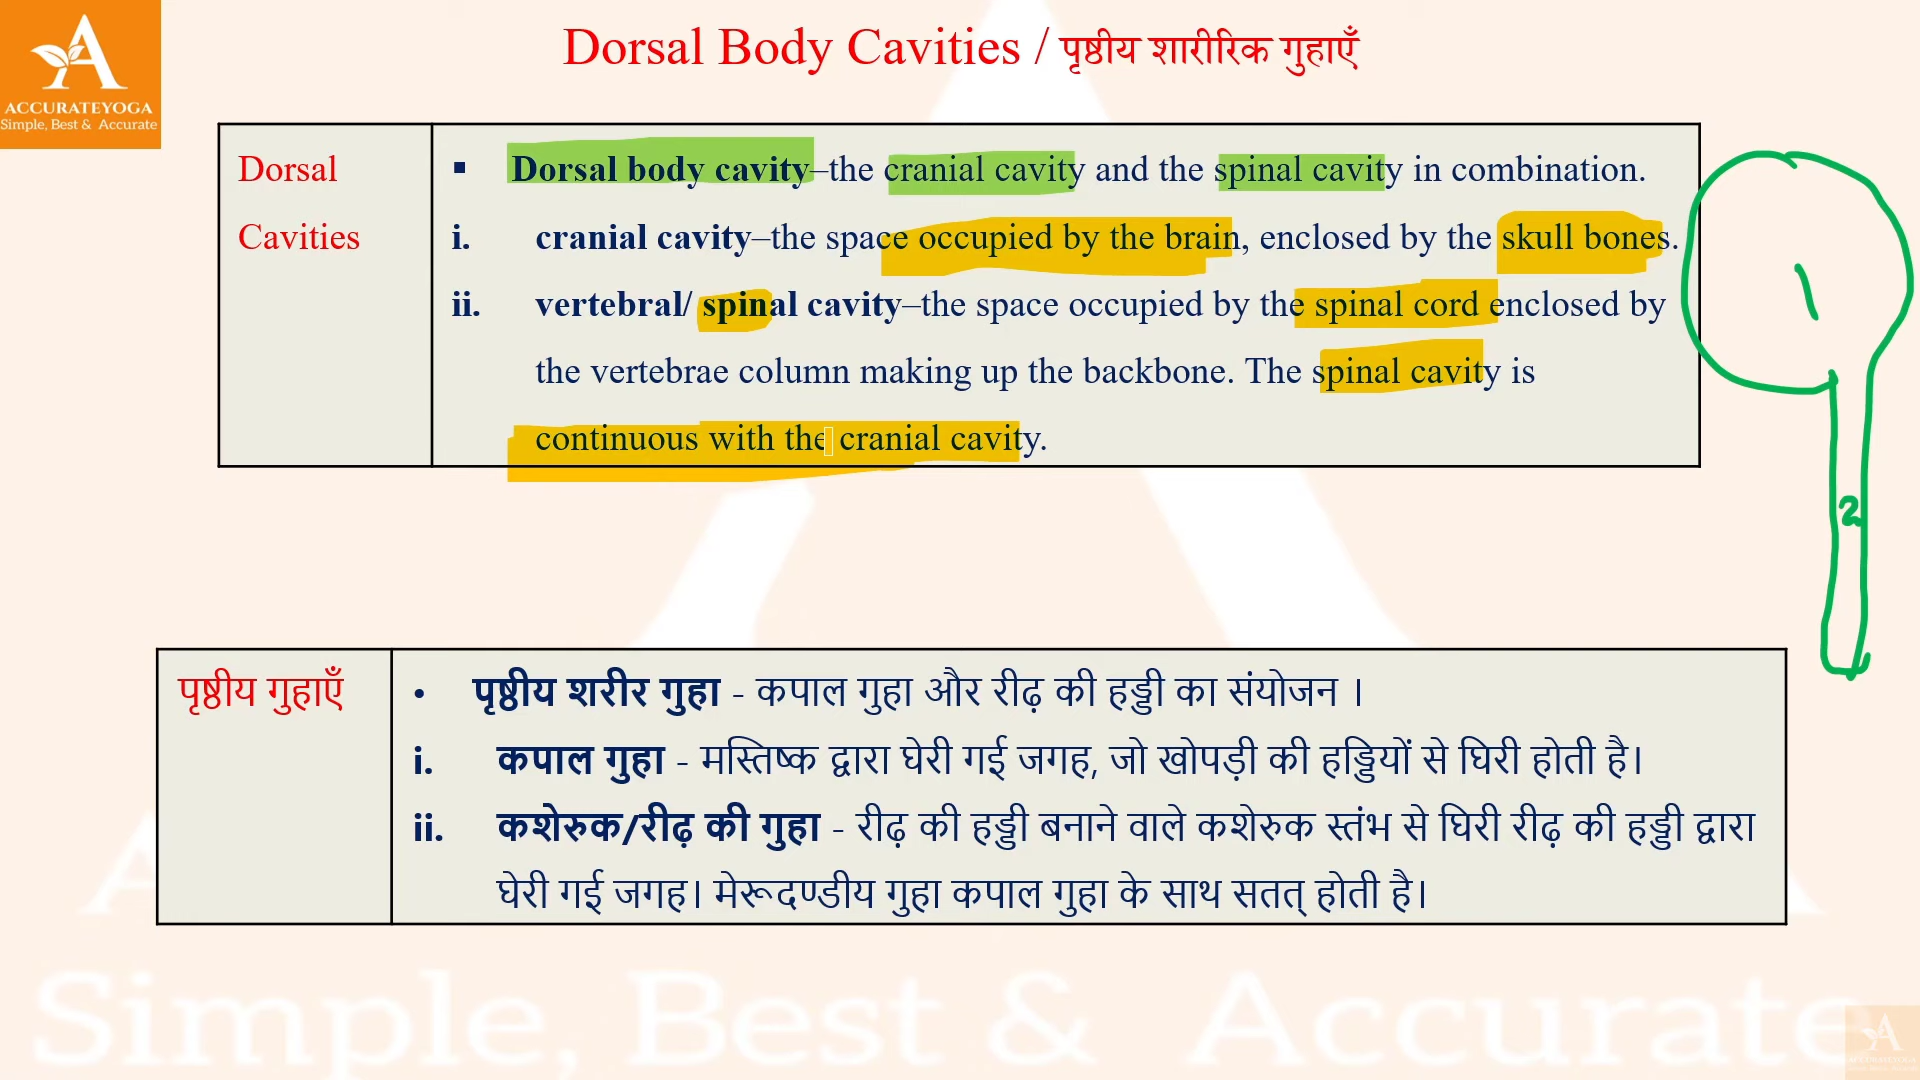 ACCURATEYOGA
Simple, Best & Accurate
Dorsal Body Cavities / पृष्ठीय शारीरिक गुहाएँ
Dorsal
Cavities
▪ Dorsal body cavity–the cranial cavity and the spinal cavity in combination.
i. cranial cavity–the space occupied by the brain, enclosed by the skull bones.
ii. vertebral/ spinal cavity–the space occupied by the spinal cord enclosed by
the vertebrae column making up the backbone. The spinal cavity is
continuous with the cranial cavity.
2
पृष्ठीय गुहाएँ
• पृष्ठीय शरीर गुहा - कपाल गुहा और रीढ़ की हड्डी का संयोजन ।
i. कपाल गुहा - मस्तिष्क द्वारा घेरी गई जगह, जो खोपड़ी की हड्डियों से घिरी होती है।
ii. कशेरुक/रीढ़ की गुहा - रीढ़ की हड्डी बनाने वाले कशेरुक स्तंभ से घिरी रीढ़ की हड्डी द्वारा
घेरी गई जगह। मेरूदण्डीय गुहा कपाल गुहा के साथ सतत् होती है।
Simple, Best & Accurate